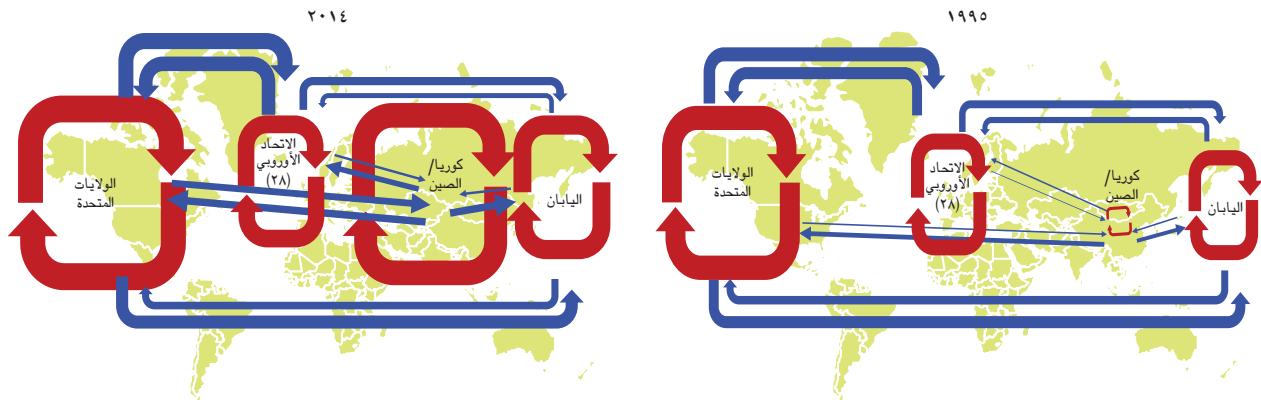 ١٩٩٥
الولايات
المتحدة
الاتحاد
الأوروبي
(٢٨)
كوريا/
الصين
اليابان
٢٠١٤
الولايات
المتحدة
الاتحاد
الأوروبي
(٢٨)
كوريا/
الصين
اليابان